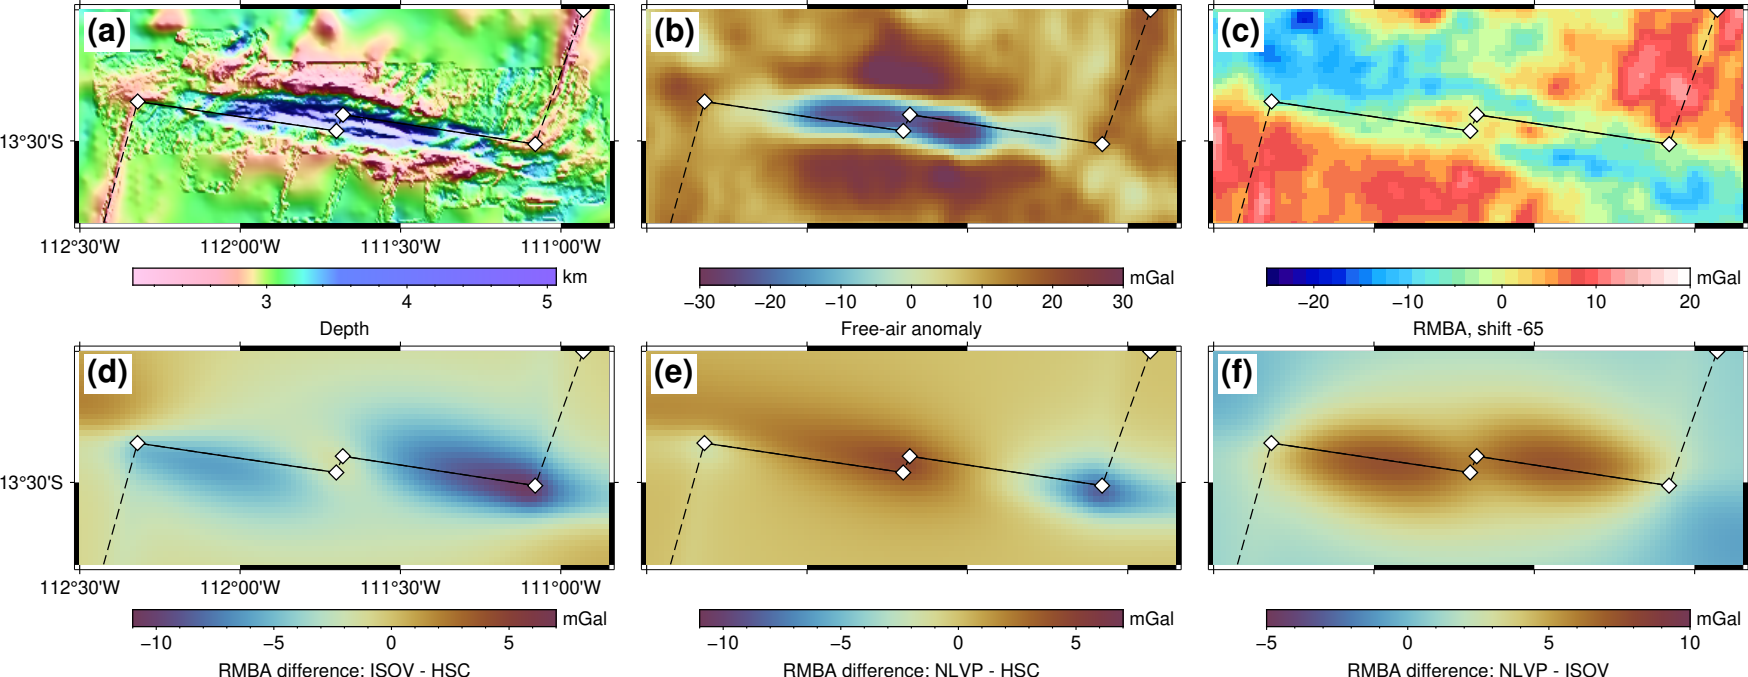 (a) (b) (c)
13°30'S
112°30'W 112°00'W 111°30'W 111°00'W
km mGal mGal
3 4 5 −30 −20 −10 0 10 20 30 −20 −10 0 10 20
Depth Free-air anomaly RMBA, shift -65
(d) (e) (f)
13°30'S
112°30'W 112°00'W 111°30'W 111°00'W
mGal mGal mGal
−10 −5 0 5 −10 −5 0 5 −5 0 5 10
RMBA difference: ISOV - HSC RMBA difference: NLVP - HSC RMBA difference: NLVP - ISOV